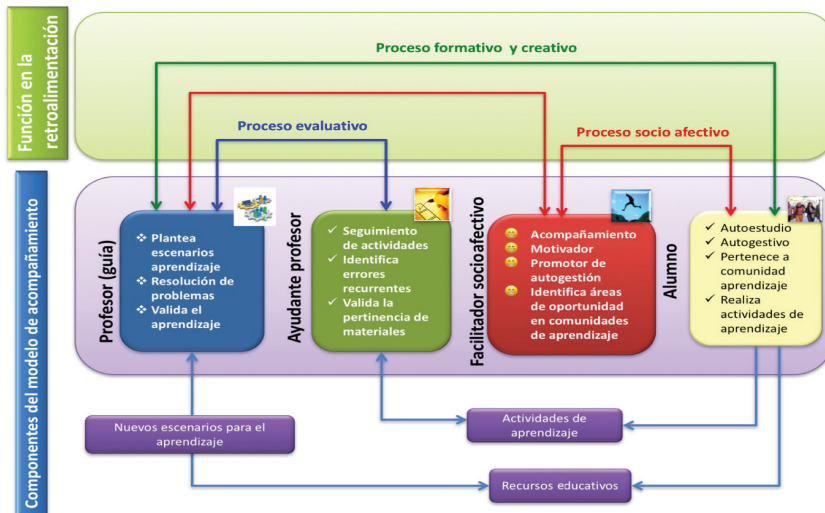 Función en la
retroalimentación
Proceso formativo y creativo
Proceso evaluativo
Proceso socio afectivo
Componentes del modelo de acompañamiento
Profesor (guía)
Plantea
escenarios
aprendizaje
Resolución de
problemas
Valida el
aprendizaje
Ayudante profesor
Seguimiento
de actividades
Identifica
errores
recurrentes
Valida la
pertinencia de
materiales
Facilitador socioafectivo
Acompañamiento
Motivador
Promotor de
autogestión
Identifica áreas
de oportunidad
en comunidades
de aprendizaje
Alumno
Autoestudio
Autogestivo
Pertenece a
comunidad
aprendizaje
Realiza
actividades de
aprendizaje
Nuevos escenarios para el
aprendizaje
Actividades de
aprendizaje
Recursos educativos